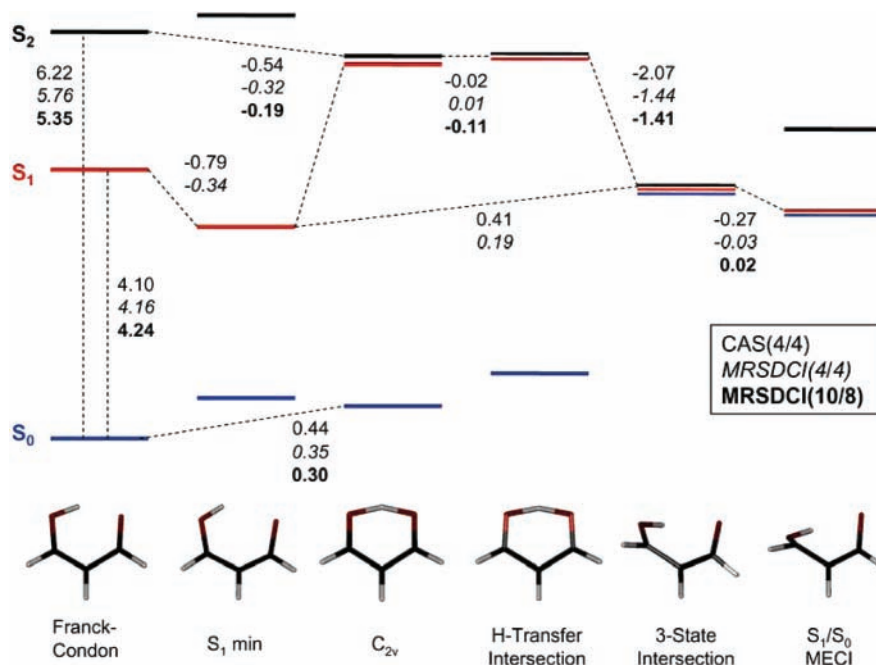 S2
6.22
5.76
5.35
-0.54
-0.32
-0.19
-0.02
0.01
-0.11
-2.07
-1.44
-1.41
S1
-0.79
-0.34
0.41
0.19
-0.27
-0.03
0.02
4.10
4.16
4.24
CAS(4/4)
MRSDCI(4/4)
MRSDCI(10/8)
S0
0.44
0.35
0.30
Franck-
Condon
S1 min
C2v
H-Transfer
Intersection
3-State
Intersection
S1/S0
MECI